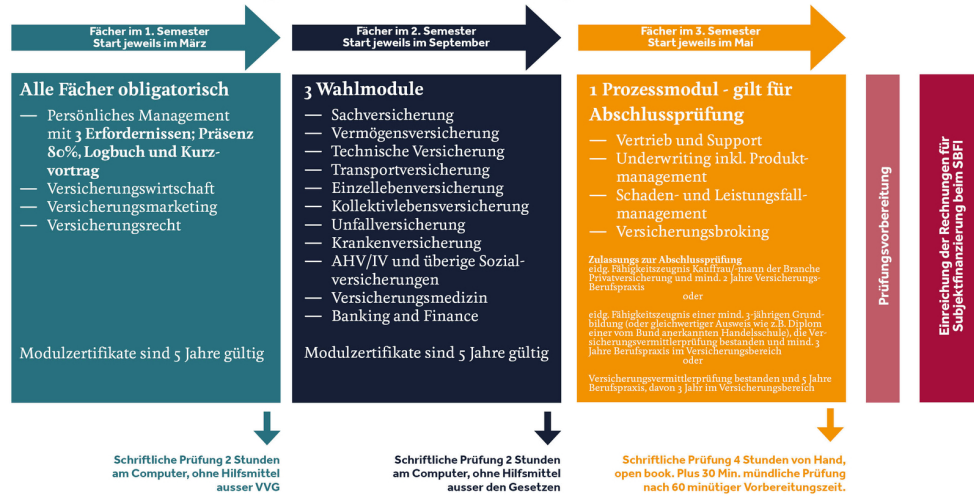 Fächer im 1. Semester
Start jeweils im März
Alle Fächer obligatorisch
— Persönliches Management
mit 3 Erfordernissen; Präsenz
80%, Logbuch und Kurz-
vortrag
— Versicherungswirtschaft
— Versicherungsmarketing
— Versicherungsrecht
Modulzertifikate sind 5 Jahre gültig
Schriftliche Prüfung 2 Stunden
am Computer, ohne Hilfsmittel
ausser VVG
Fächer im 2. Semester
Start jeweils im September
3 Wahlmodule
— Sachversicherung
— Vermögensversicherung
— Technische Versicherung
— Transportversicherung
— Einzellebenversicherung
— Kollektivlebensversicherung
— Unfallversicherung
— Krankenversicherung
— AHV/IV und übrige Sozial-
versicherungen
— Versicherungsmedizin
— Banking and Finance
Modulzertifikate sind 5 Jahre gültig
Schriftliche Prüfung 2 Stunden
am Computer, ohne Hilfsmittel
ausser den Gesetzen
Fächer im 3. Semester
Start jeweils im Mai
1 Prozessmodul - gilt für
Abschlussprüfung
— Vertrieb und Support
— Underwriting inkl. Produkt-
management
— Schaden- und Leistungsfall-
management
— Versicherungsbroking
Zulassungs zur Abschlussprüfung
eidg. Fähigkeitszeugnis Kauffrau/-mann der Branche
Privatversicherung und mind. 2 Jahre Versicherungs-
Berufspraxis
oder
eidg. Fähigkeitszeugnis einer mind. 3-jährigen Grund-
bildung (oder gleichwertiger Ausweis wie z.B. Diplom
einer vom Bund anerkannten Handelsschule), die Ver-
sicherungsvermittlerprüfung bestanden und mind. 3
Jahre Berufspraxis im Versicherungsbereich
oder
Versicherungsvermittlerprüfung bestanden und 5 Jahre
Berufspraxis, davon 3 Jahr im Versicherungsbereich
Schriftliche Prüfung 4 Stunden von Hand,
open book. Plus 30 Min. mündliche Prüfung
nach 60 minütiger Vorbereitungszeit.
Prüfungsvorbereitung
Einreichung der Rechnungen für
Subjektfinanzierung beim SBFI